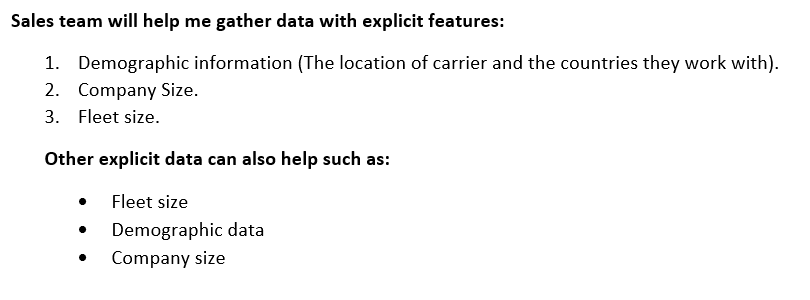 Sales team will help me gather data with explicit features:
1. Demographic information (The location of carrier and the countries they work with).
2. Company Size.
3. Fleet size.
Other explicit data can also help such as:
• Fleet size
• Demographic data
• Company size